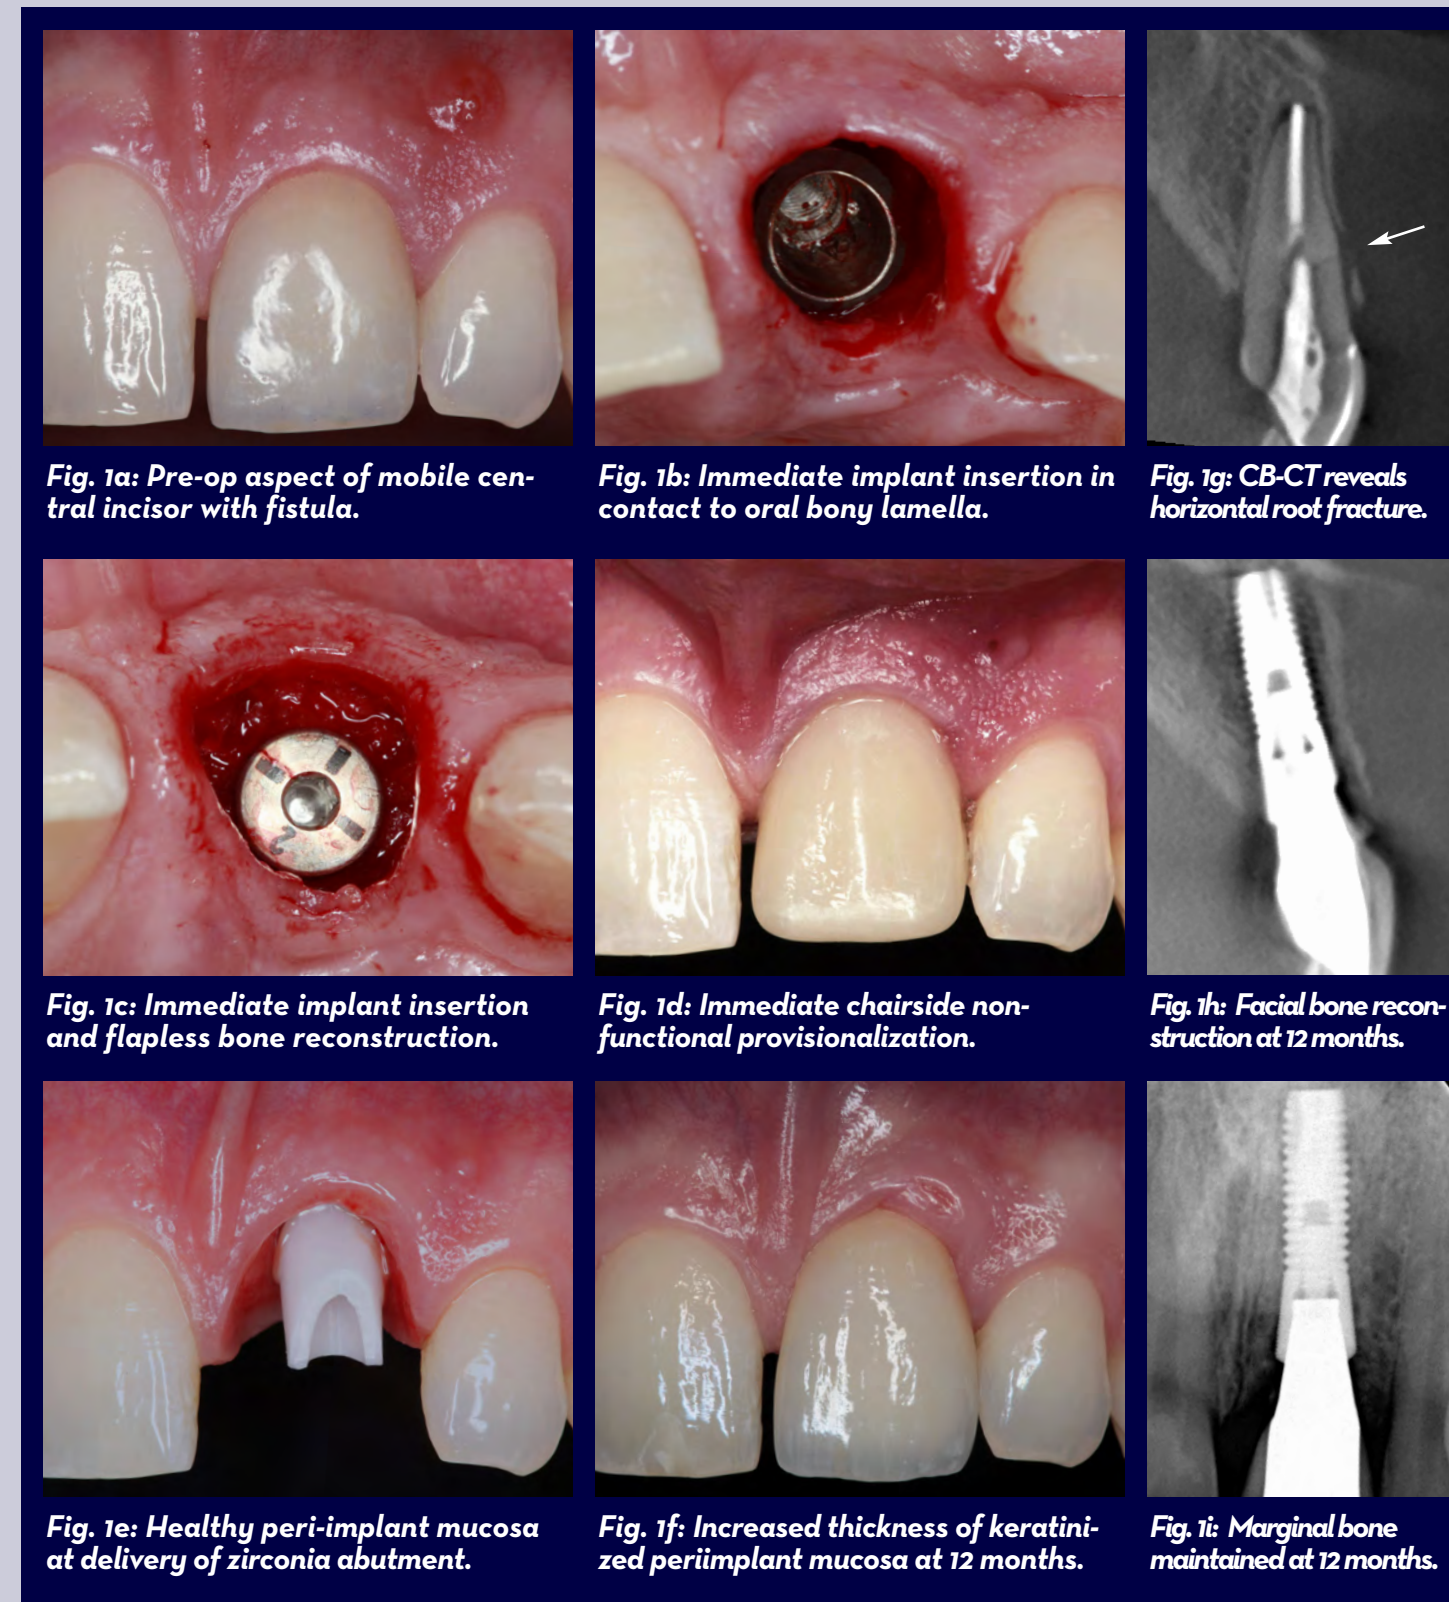 Fig. 1a: Pre-op aspect of mobile cen-
tral incisor with fistula.
Fig. 1b: Immediate implant insertion in
contact to oral bony lamella.
Fig. 1g: CB-CT reveals
horizontal root fracture.
Fig. 1c: Immediate implant insertion
and flapless bone reconstruction.
Fig. 1d: Immediate chairside non-
functional provisionalization.
Fig. 1h: Facial bone recon-
struction at 12 months.
Fig. 1e: Healthy peri-implant mucosa
at delivery of zirconia abutment.
Fig. 1f: Increased thickness of keratini-
zed periimplant mucosa at 12 months.
Fig. 1i: Marginal bone
maintained at 12 months.